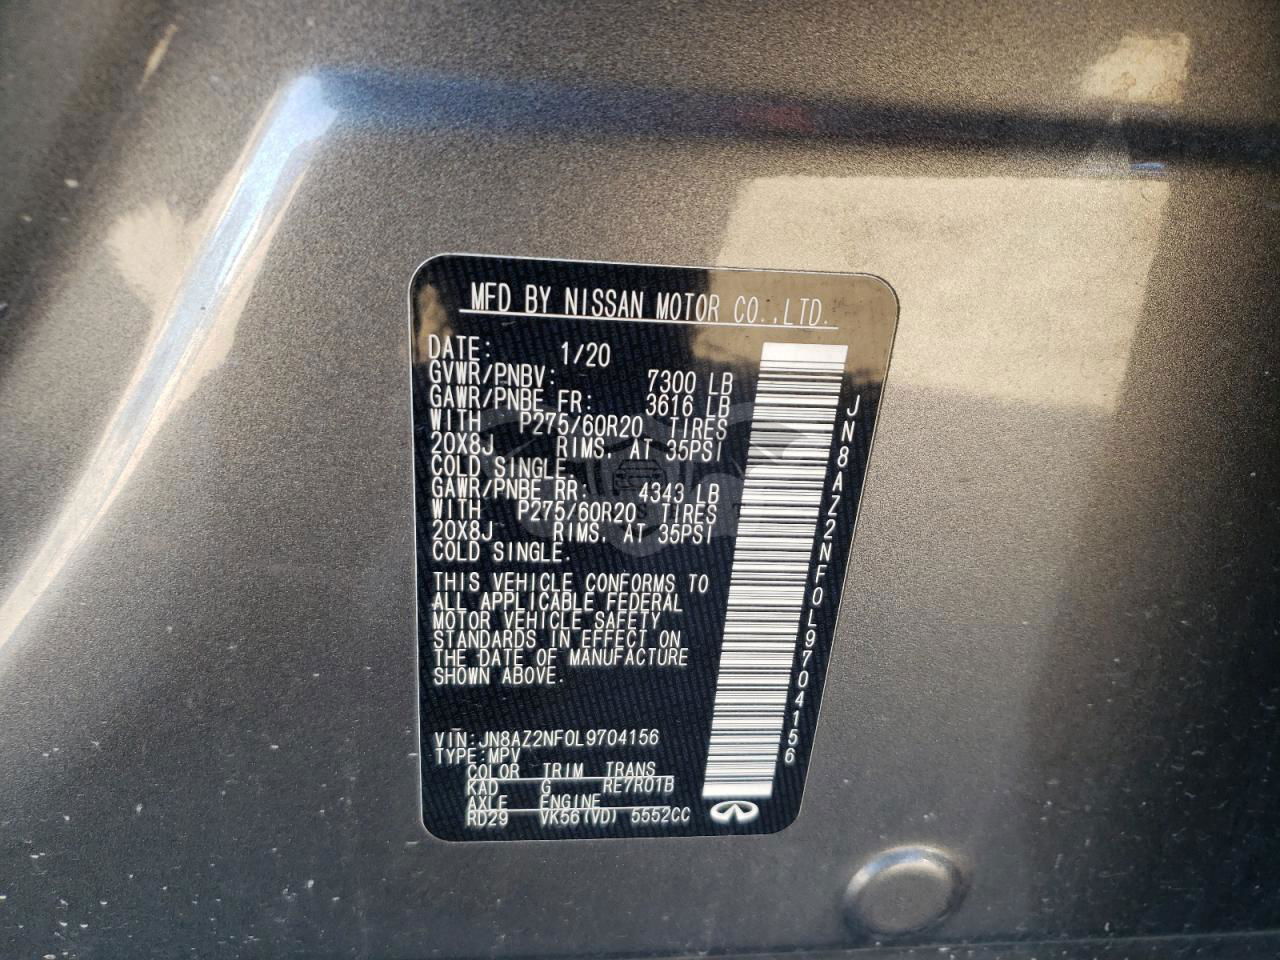 MFD BY NISSAN MOTOR CO.,LTD.
DATE: 1/20
GVWR/PNBV: 7300 LB
GAWR/PNBE FR: 3616 LB
WITH P275/60R20 TIRES
20X8J RIMS, AT 35PSI
COLD SINGLE.
GAWR/PNBE RR: 4343 LB
WITH P275/60R20 TIRES
20X8J RIMS, AT 35PSI
COLD SINGLE.
THIS VEHICLE CONFORMS TO
ALL APPLICABLE FEDERAL
MOTOR VEHICLE SAFETY
STANDARDS IN EFFECT ON
THE DATE OF MANUFACTURE
SHOWN ABOVE.
VIN:JN8AZ2NF0L9704156
TYPE:MPV
COLOR TRIM TRANS
KAD G RE7R01B
AXLE ENGINE
RD29 VK56(VD) 5552CC
JN8AZ2NF0L9704156